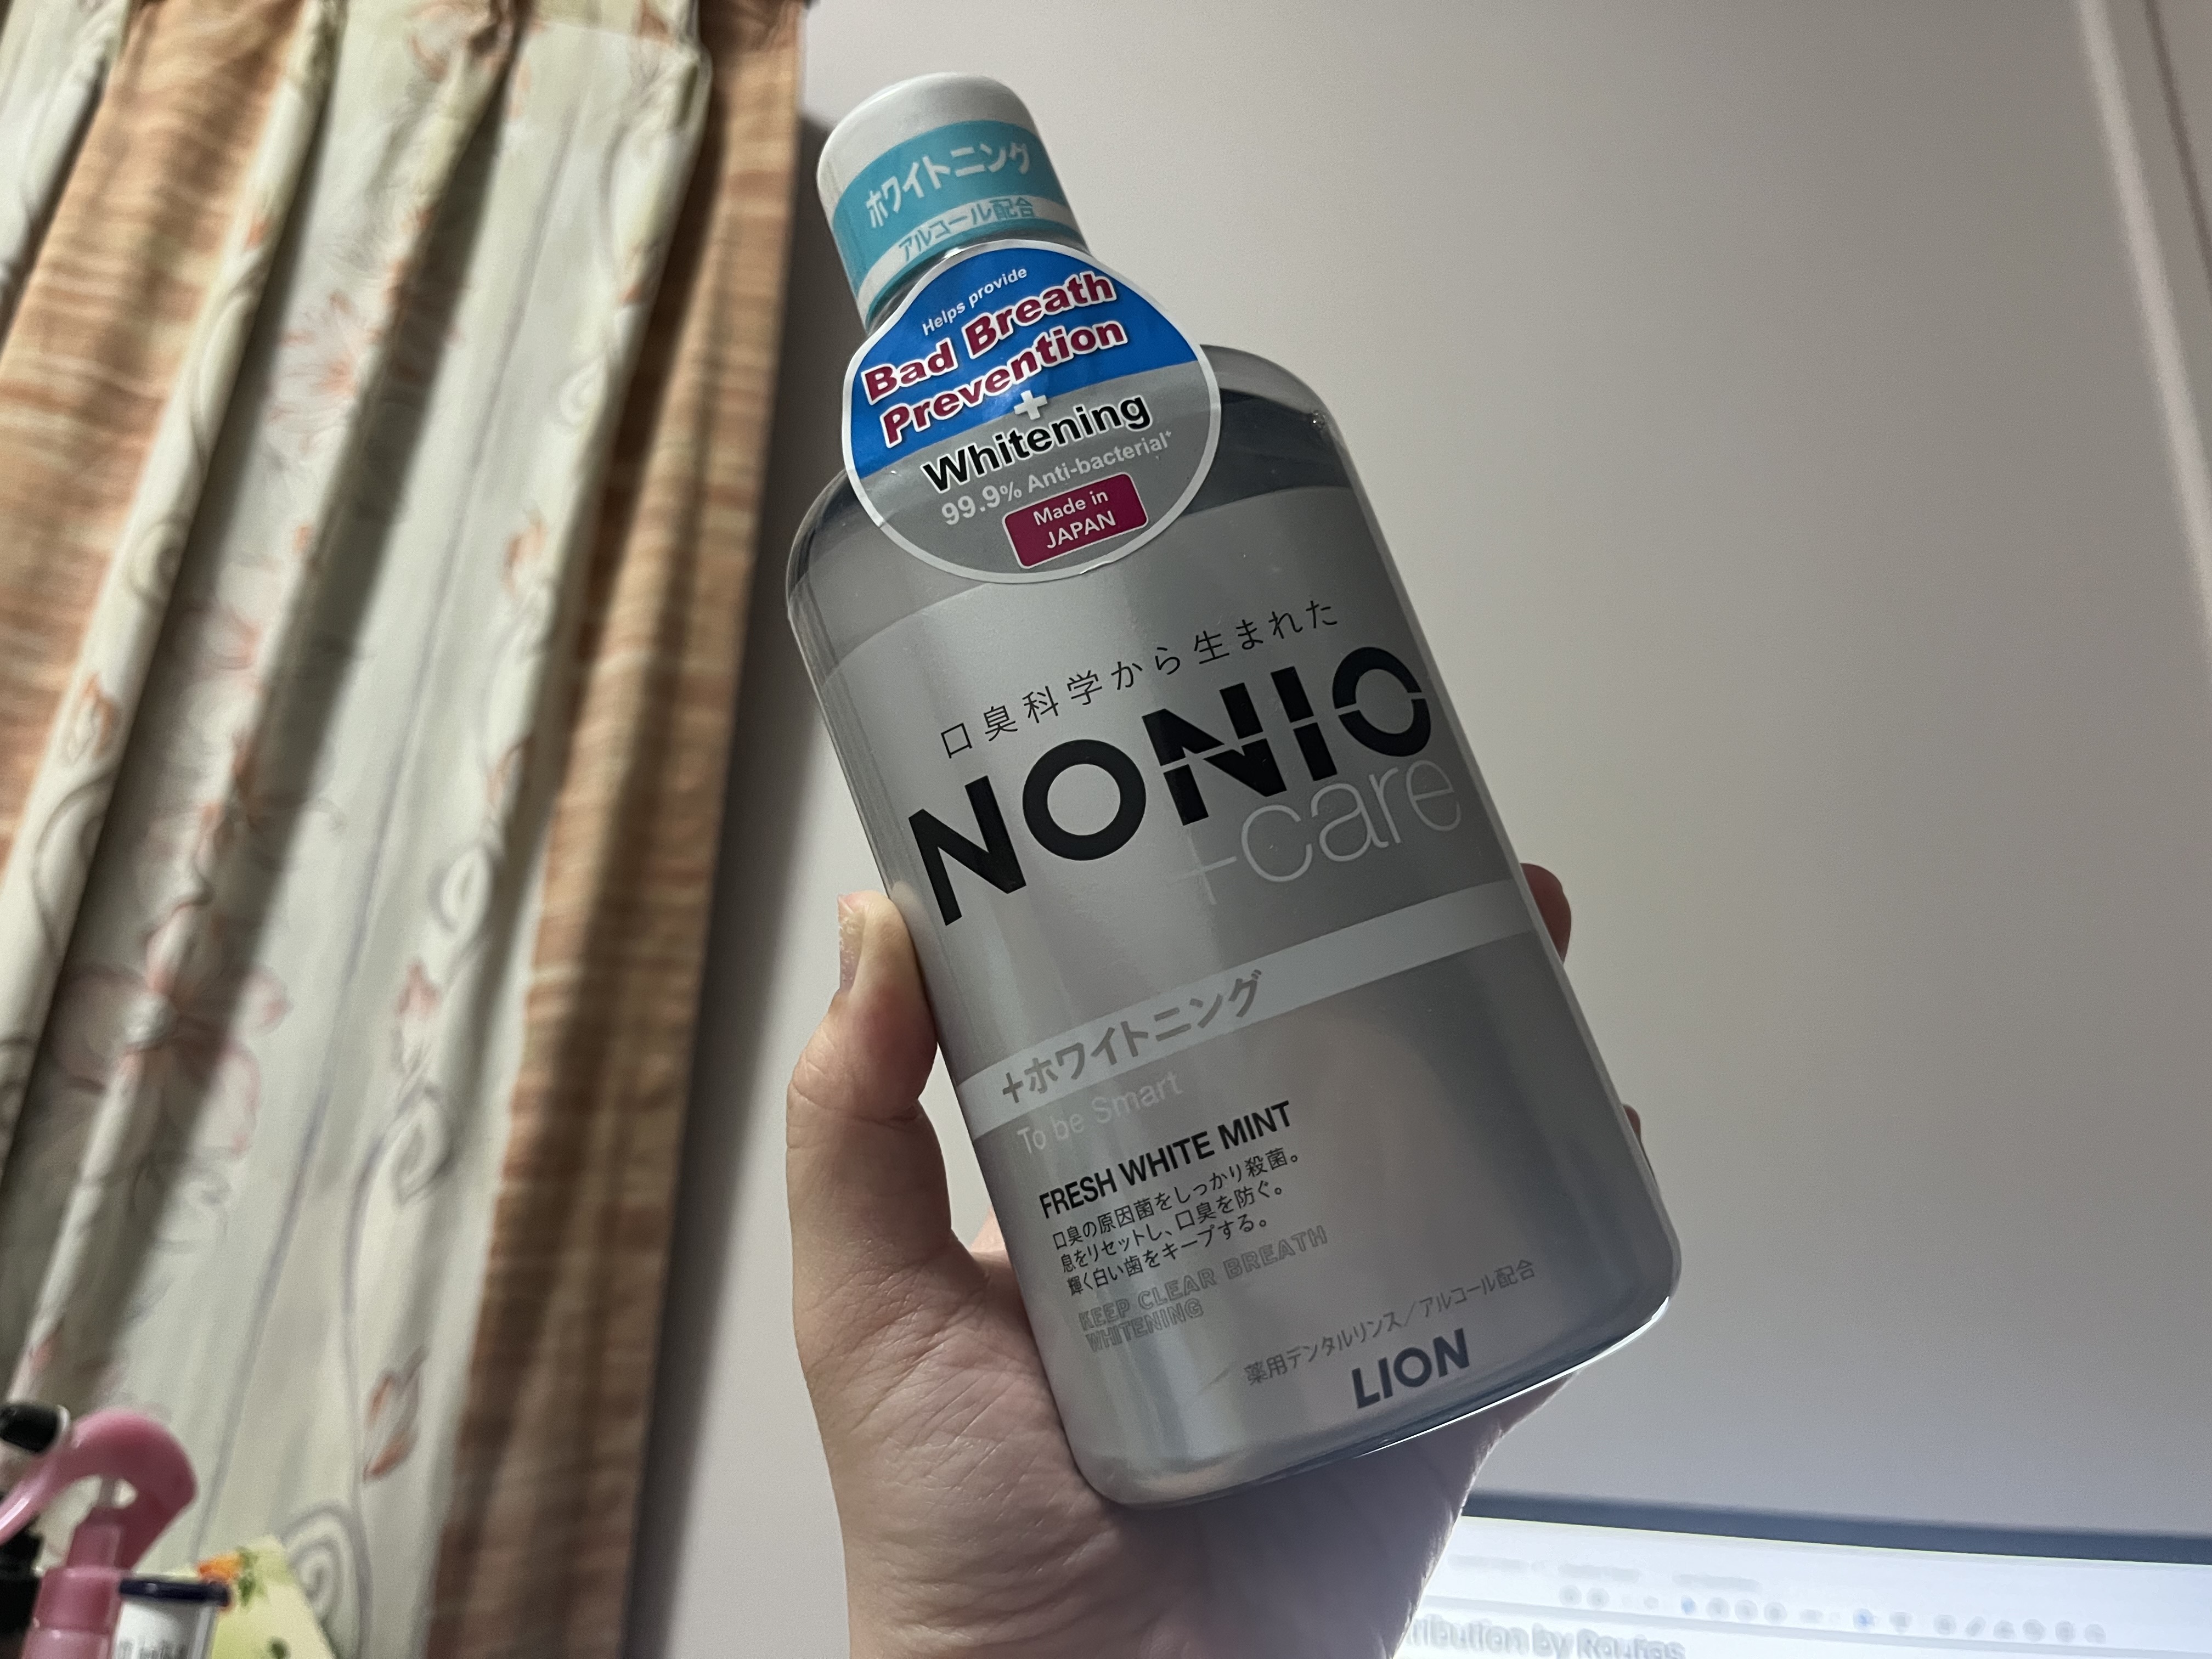 ホワイトニング
アルコール配合
Helps provide
Bad Breath
Prevention
+
Whitening
99.9% Anti-bacterial*
Made in
JAPAN
口臭科学から生まれた
NONIO
+care
+ホワイトニング
To be Smart
FRESH WHITE MINT
口臭の原因菌をしっかり殺菌。
息をリセットし、口臭を防ぐ。
輝く白い歯をキープする。
KEEP CLEAR BREATH
WHITENING
薬用デンタルリンス/アルコール配合
LION
ribution by